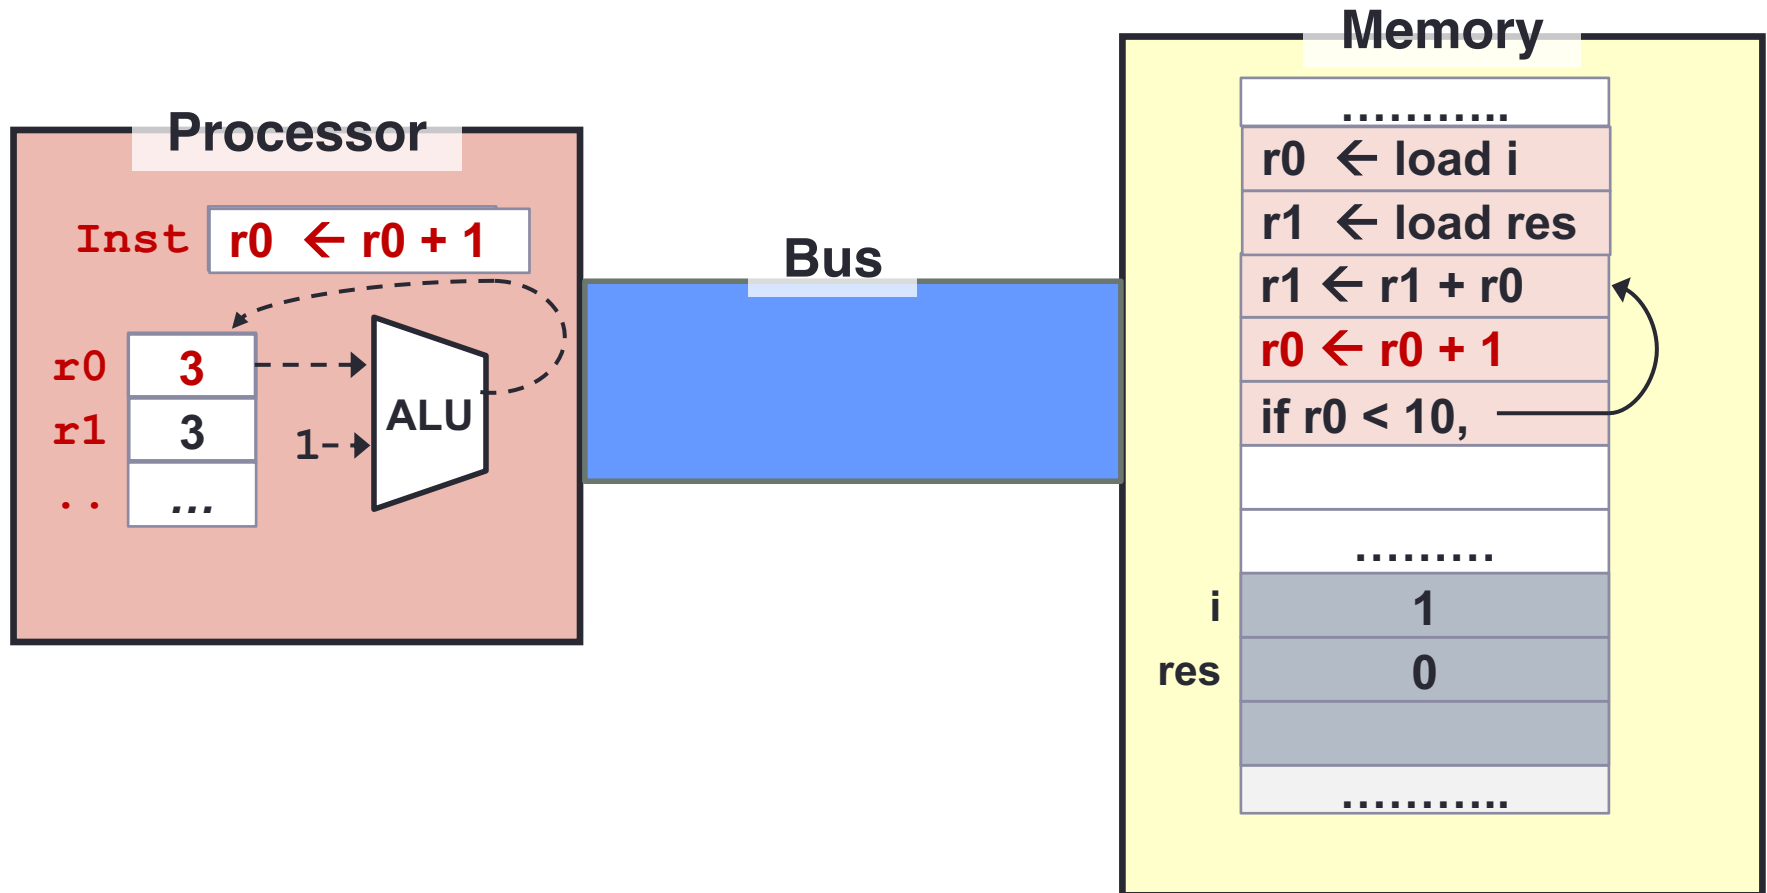 Processor
Inst r0 ← r0 + 1
r0 3
r1 3
.. ...
1
ALU
Bus
Memory
...........
r0 ← load i
r1 ← load res
r1 ← r1 + r0
r0 ← r0 + 1
if r0 < 10,
.........
i 1
res 0
...........